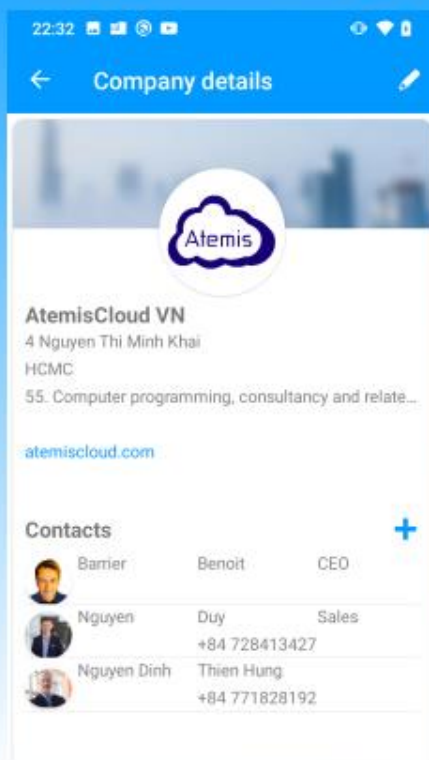 22:32
Company details
Atemis
AtemisCloud VN
4 Nguyen Thi Minh Khai
HCMC
55. Computer programming, consultancy and relate...
atemiscloud.com
Contacts
Barrier Benoit CEO
Nguyen Duy Sales
+84 728413427
Nguyen Dinh Thien Hung
+84 771828192